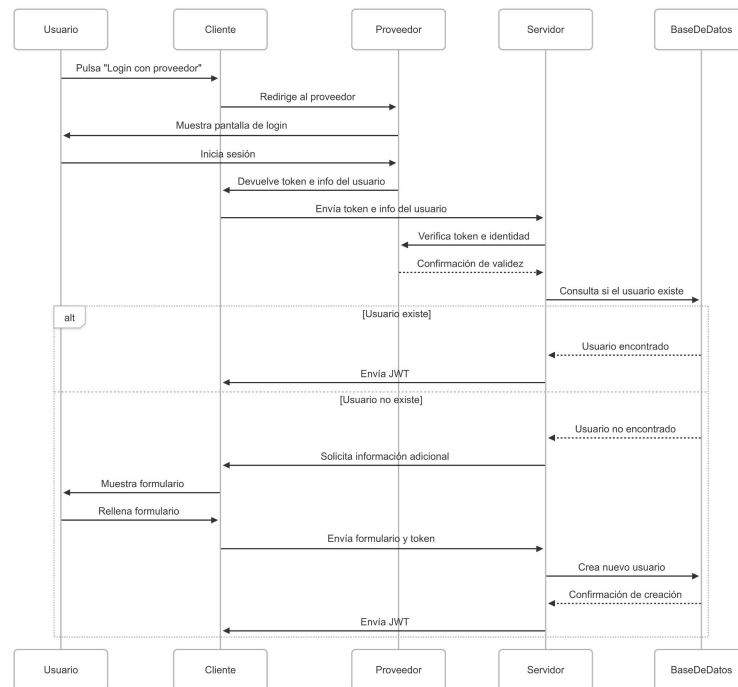 Usuario
Cliente
Proveedor
Servidor
BaseDeDatos
Pulsa "Login con proveedor"
Redirige al proveedor
Muestra pantalla de login
Inicia sesión
Devuelve token e info del usuario
Envía token e info del usuario
Verifica token e identidad
Confirmación de validez
Consulta si el usuario existe
alt
[Usuario existe]
Usuario encontrado
Envía JWT
[Usuario no existe]
Usuario no encontrado
Solicita información adicional
Muestra formulario
Rellena formulario
Envía formulario y token
Crea nuevo usuario
Confirmación de creación
Envía JWT
Usuario
Cliente
Proveedor
Servidor
BaseDeDatos